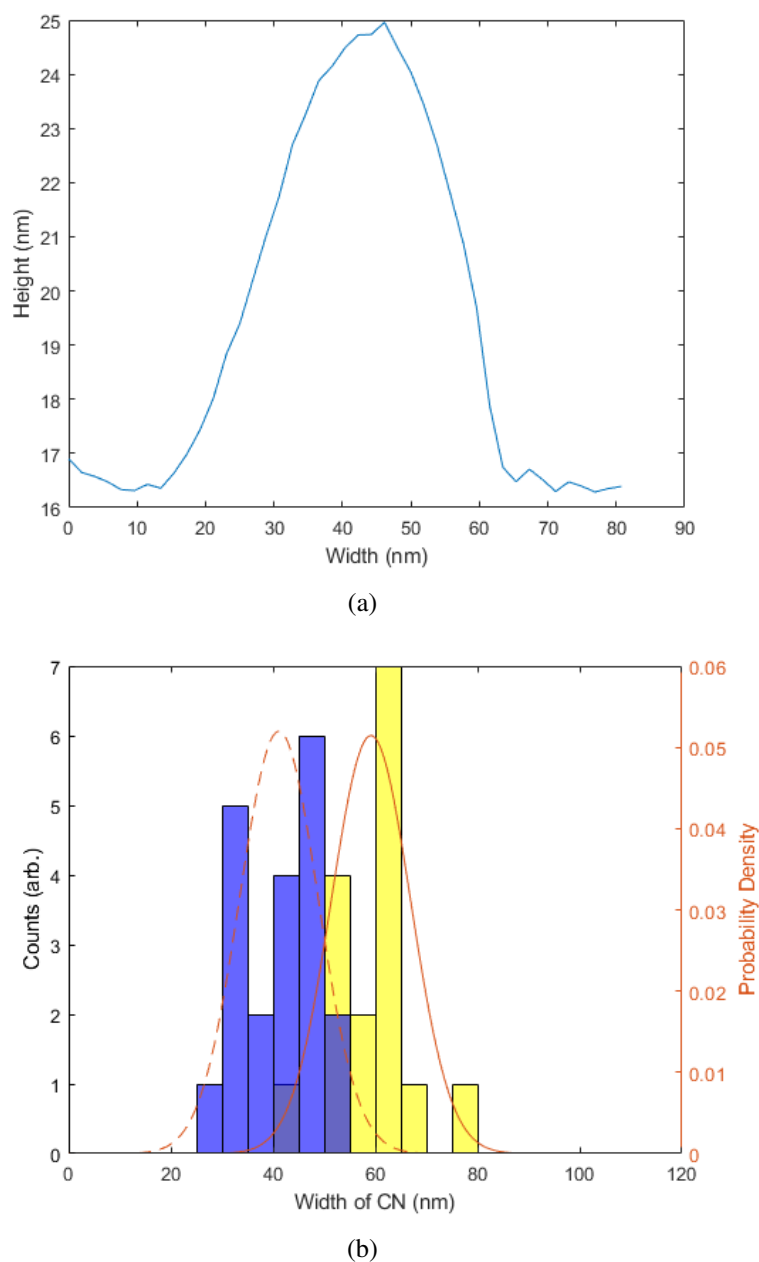 25
24
23
22
21
20
19
18
17
16
Height (nm)
0 10 20 30 40 50 60 70 80 90
Width (nm)
(a)
7
6
5
4
3
2
1
0
Counts (arb.)
0.06
0.05
0.04
0.03
0.02
0.01
0
Probability Density
0 20 40 60 80 100 120
Width of CN (nm)
(b)